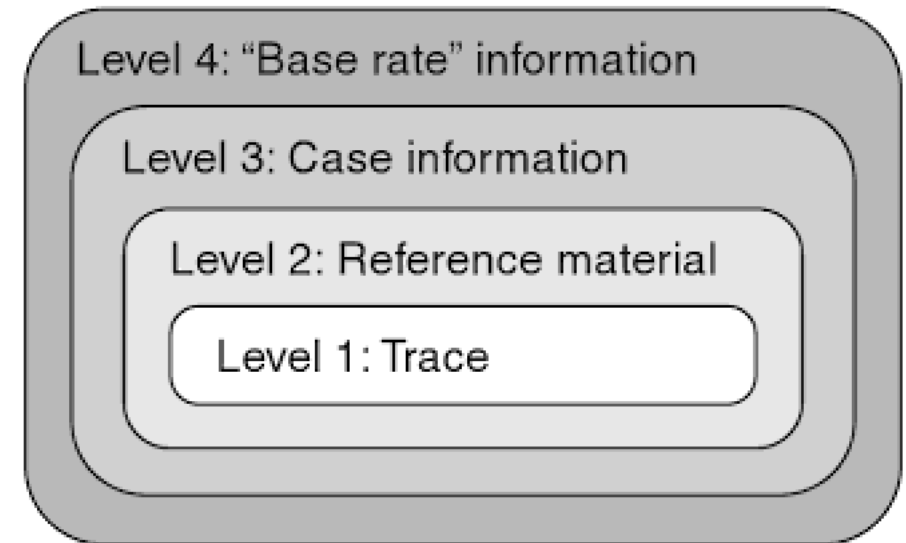 Level 4: “Base rate” information
Level 3: Case information
Level 2: Reference material
Level 1: Trace